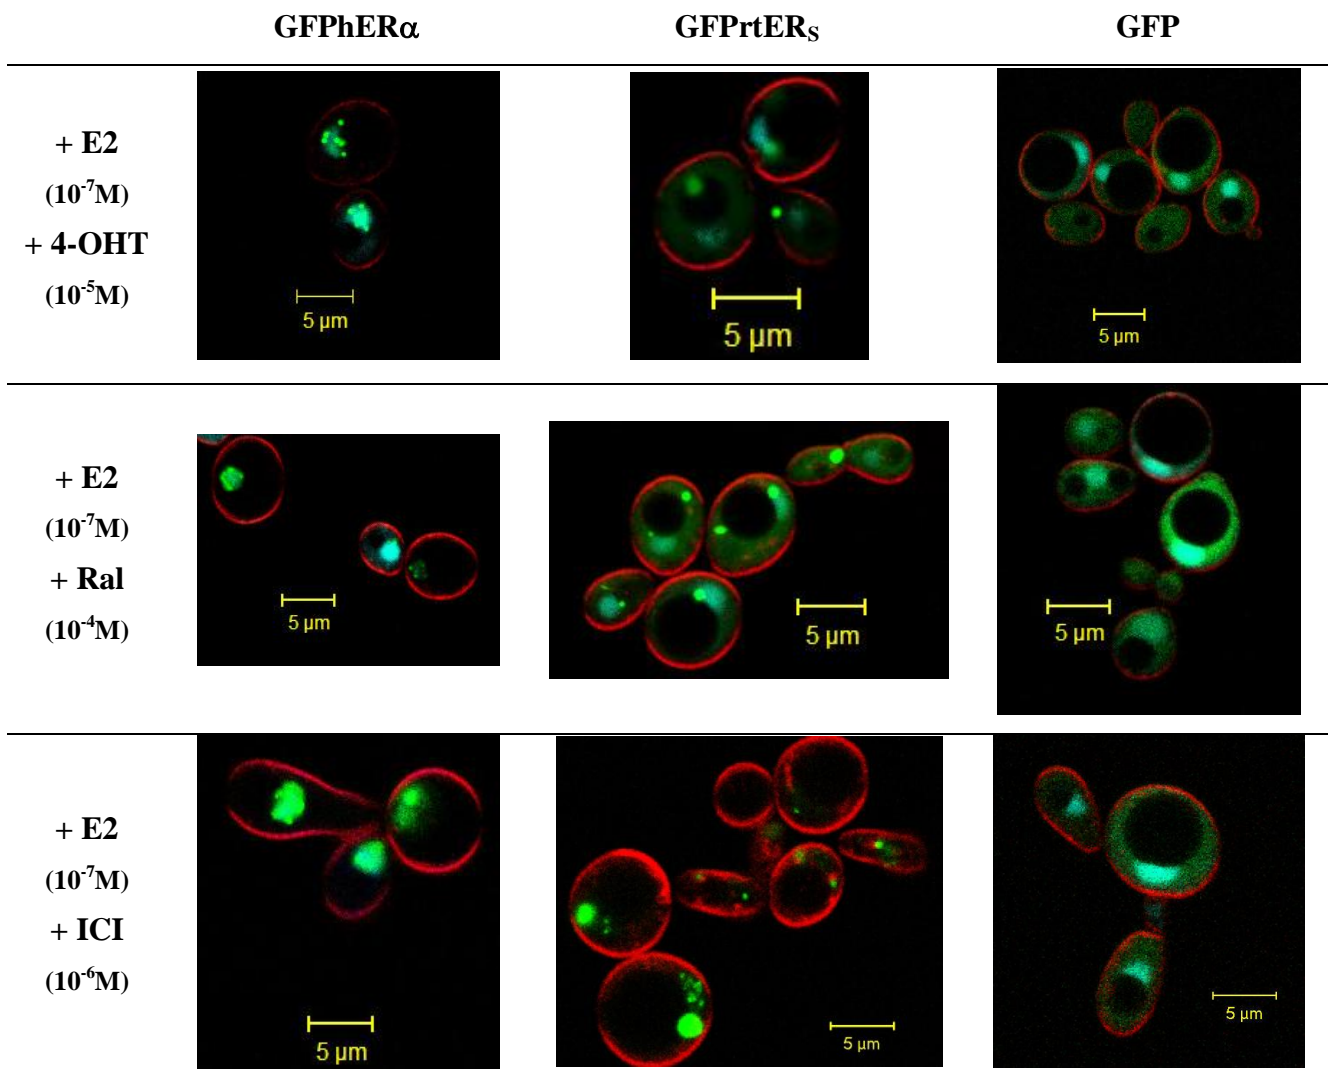 GFPhERα GFPrtERS GFP
+ E2
(10-7M)
+ 4-OHT
(10-5M)
5 µm
5 µm
5 µm
+ E2
(10-7M)
+ Ral
(10-4M)
5 µm
5 µm
5 µm
+ E2
(10-7M)
+ ICI
(10-6M)
5 µm
5 µm
5 µm